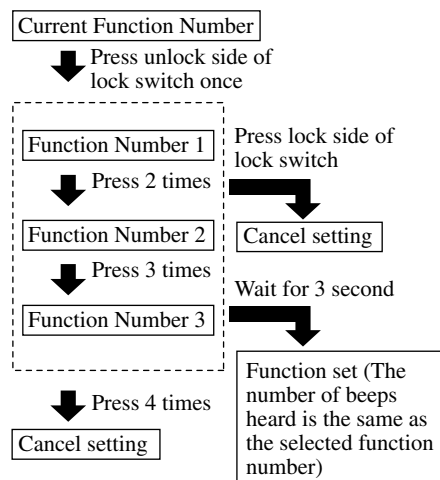 Current Function Number
Press unlock side of
lock switch once
Function Number 1
Press lock side of
lock switch
Press 2 times
Function Number 2
Cancel setting
Press 3 times
Wait for 3 second
Function Number 3
Function set (The
number of beeps
heard is the same as
the selected function
number)
Press 4 times
Cancel setting